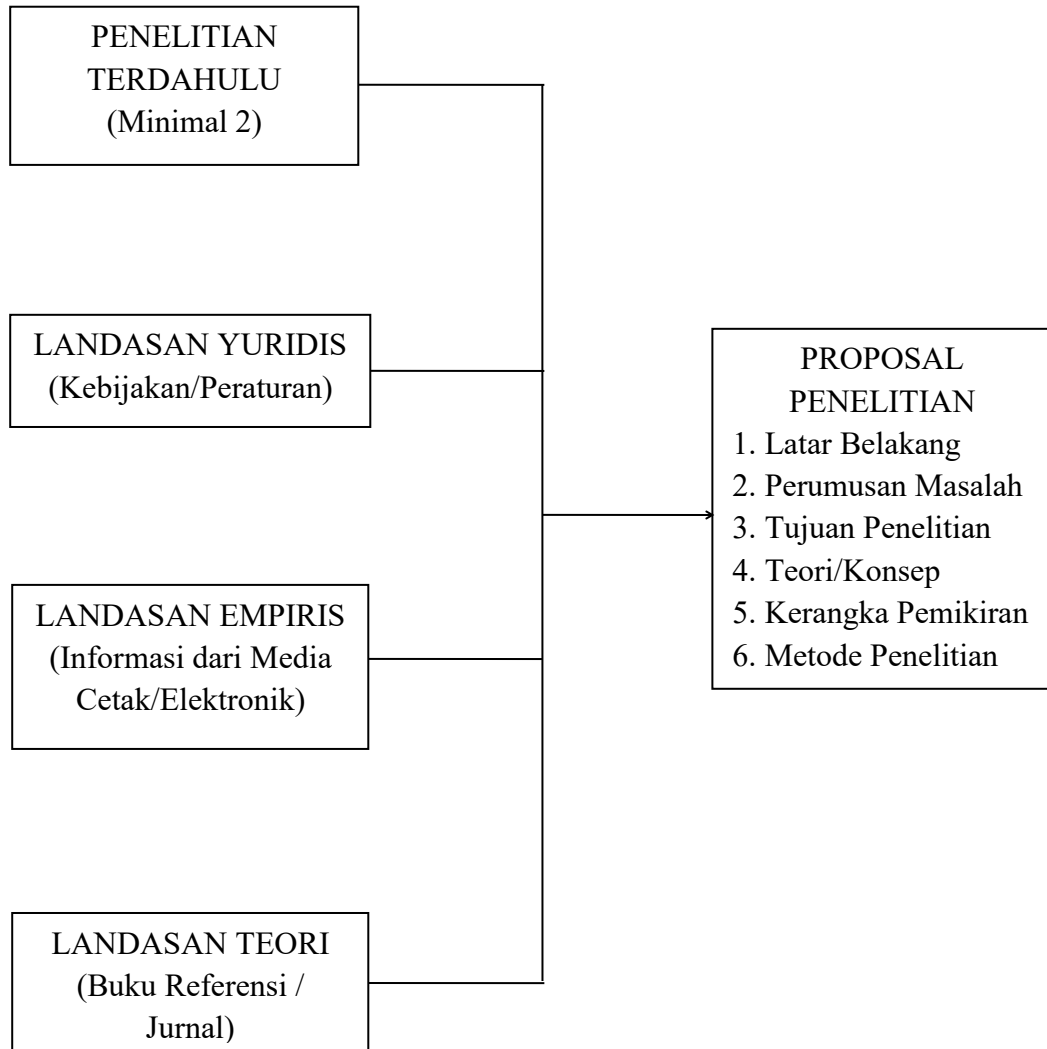 PENELITIAN
TERDAHULU
(Minimal 2)
LANDASAN YURIDIS
(Kebijakan/Peraturan)
LANDASAN EMPIRIS
(Informasi dari Media
Cetak/Elektronik)
LANDASAN TEORI
(Buku Referensi /
Jurnal)
PROPOSAL
PENELITIAN
1. Latar Belakang
2. Perumusan Masalah
3. Tujuan Penelitian
4. Teori/Konsep
5. Kerangka Pemikiran
6. Metode Penelitian